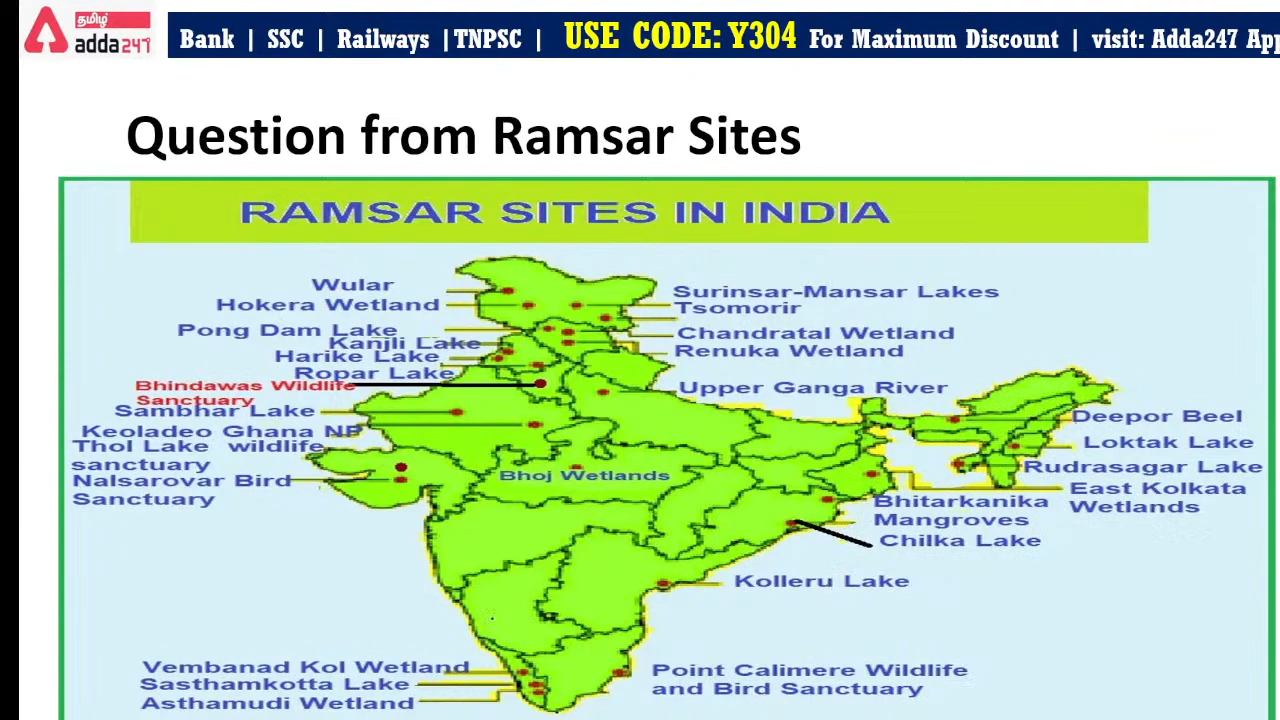 தமிழ்
adda247
Bank | SSC | Railways |TNPSC | USE CODE: Y304 For Maximum Discount | visit: Adda247 App
Question from Ramsar Sites
RAMSAR SITES IN INDIA
Wular
Hokera Wetland
Pong Dam Lake
Kanjli Lake
Harike Lake
Ropar Lake
Bhindawas Wildlife
Sanctuary
Sambhar Lake
Keoladeo Ghana NP
Thol Lake wildlife
sanctuary
Nalsarovar Bird
Sanctuary
Surinsar-Mansar Lakes
Tsomorir
Chandratal Wetland
Renuka Wetland
Upper Ganga River
Deepor Beel
Loktak Lake
Rudrasagar Lake
East Kolkata
Wetlands
Bhoj Wetlands
Bhitarkanika
Mangroves
Chilka Lake
Kolleru Lake
Vembanad Kol Wetland
Sasthamkotta Lake
Asthamudi Wetland
Point Calimere Wildlife
and Bird Sanctuary